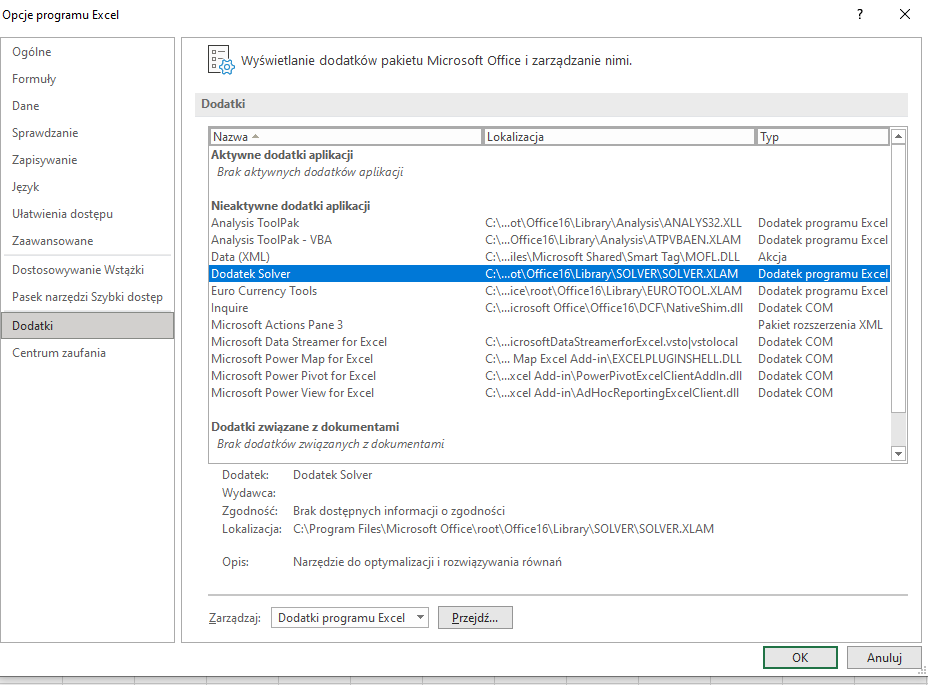 Opcje programu Excel
?
Ogólne
Formuły
Dane
Sprawdzanie
Zapisywanie
Język
Ułatwienia dostępu
Zaawansowane
Dostosowywanie Wstążki
Pasek narzędzi Szybki dostęp
Dodatki
Centrum zaufania
Wyświetlanie dodatków pakietu Microsoft Office i zarządzanie nimi.
Dodatki
Nazwa Lokalizacja Typ
Aktywne dodatki aplikacji
Brak aktywnych dodatków aplikacji
Nieaktywne dodatki aplikacji
Analysis ToolPak C:\...ot\Office16\Library\Analysis\ANALYS32.XLL Dodatek programu Excel
Analysis ToolPak - VBA C:\...Office16\Library\Analysis\ATPVBAEN.XLAM Dodatek programu Excel
Data (XML) C:\...iles\Microsoft Shared\Smart Tag\MOFL.DLL Akcja
Dodatek Solver C:\...ot\Office16\Library\SOLVER\SOLVER.XLAM Dodatek programu Excel
Euro Currency Tools C:\...ice\root\Office16\Library\EUROTOOL.XLAM Dodatek programu Excel
Inquire C:\...icrosoft Office\Office16\DCF\NativeShim.dll Dodatek COM
Microsoft Actions Pane 3 Pakiet rozszerzenia XML
Microsoft Data Streamer for Excel C:\...icrosoftDataStreamerforExcel.vsto|vstolocal Dodatek COM
Microsoft Power Map for Excel C:\... Map Excel Add-in\EXCELPLUGINSHELL.DLL Dodatek COM
Microsoft Power Pivot for Excel C:\...xcel Add-in\PowerPivotExcelClientAddIn.dll Dodatek COM
Microsoft Power View for Excel C:\...xcel Add-in\AdHocReportingExcelClient.dll Dodatek COM
Dodatki związane z dokumentami
Brak dodatków związanych z dokumentami
Dodatek: Dodatek Solver
Wydawca:
Zgodność: Brak dostępnych informacji o zgodności
Lokalizacja: C:\Program Files\Microsoft Office\root\Office16\Library\SOLVER\SOLVER.XLAM
Opis: Narzędzie do optymalizacji i rozwiązywania równań
Zarządzaj: Dodatki programu Excel Przejdź...
OK Anuluj